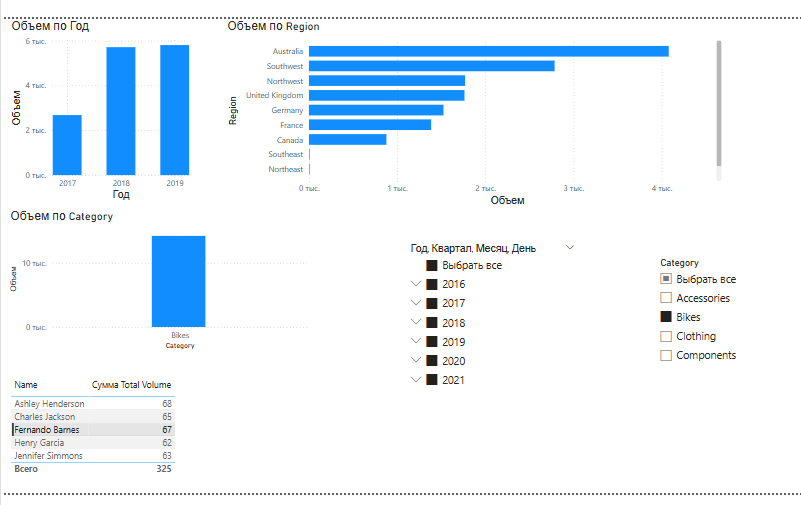 Объем по Год
Объем
6 тыс.
4 тыс.
2 тыс.
0 тыс.
2017 2018 2019
Год
Объем по Region
Region
Australia
Southwest
Northwest
United Kingdom
Germany
France
Canada
Southeast
Northeast
0 тыс. 1 тыс. 2 тыс. 3 тыс. 4 тыс.
Объем
Объем по Category
Объем
10 тыс.
0 тыс.
Bikes
Category
Год, Квартал, Месяц, День
Выбрать все
2016
2017
2018
2019
2020
2021
Category
Выбрать все
Accessories
Bikes
Clothing
Components
Name Сумма Total Volume
Ashley Henderson 68
Charles Jackson 65
Fernando Barnes 67
Henry Garcia 62
Jennifer Simmons 63
Всего 325